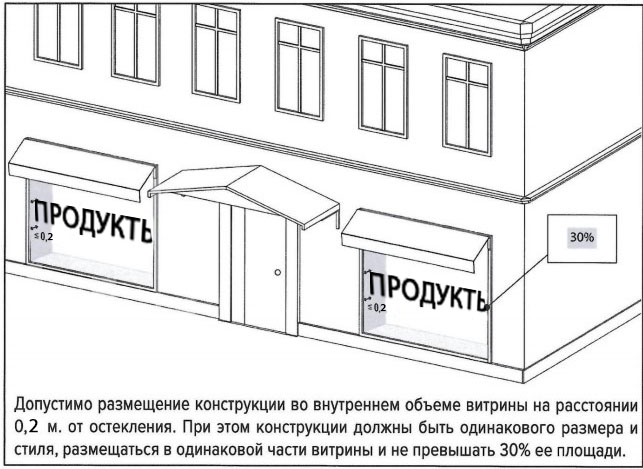 ПРОДУКТЬ
≤0,2
30%
ПРОДУКТЬ
≤0,2
Допустимо размещение конструкции во внутреннем объеме витрины на расстоянии
0,2 м. от остекления. При этом конструкции должны быть одинакового размера и
стиля, размещаться в одинаковой части витрины и не превышать 30% ее площади.